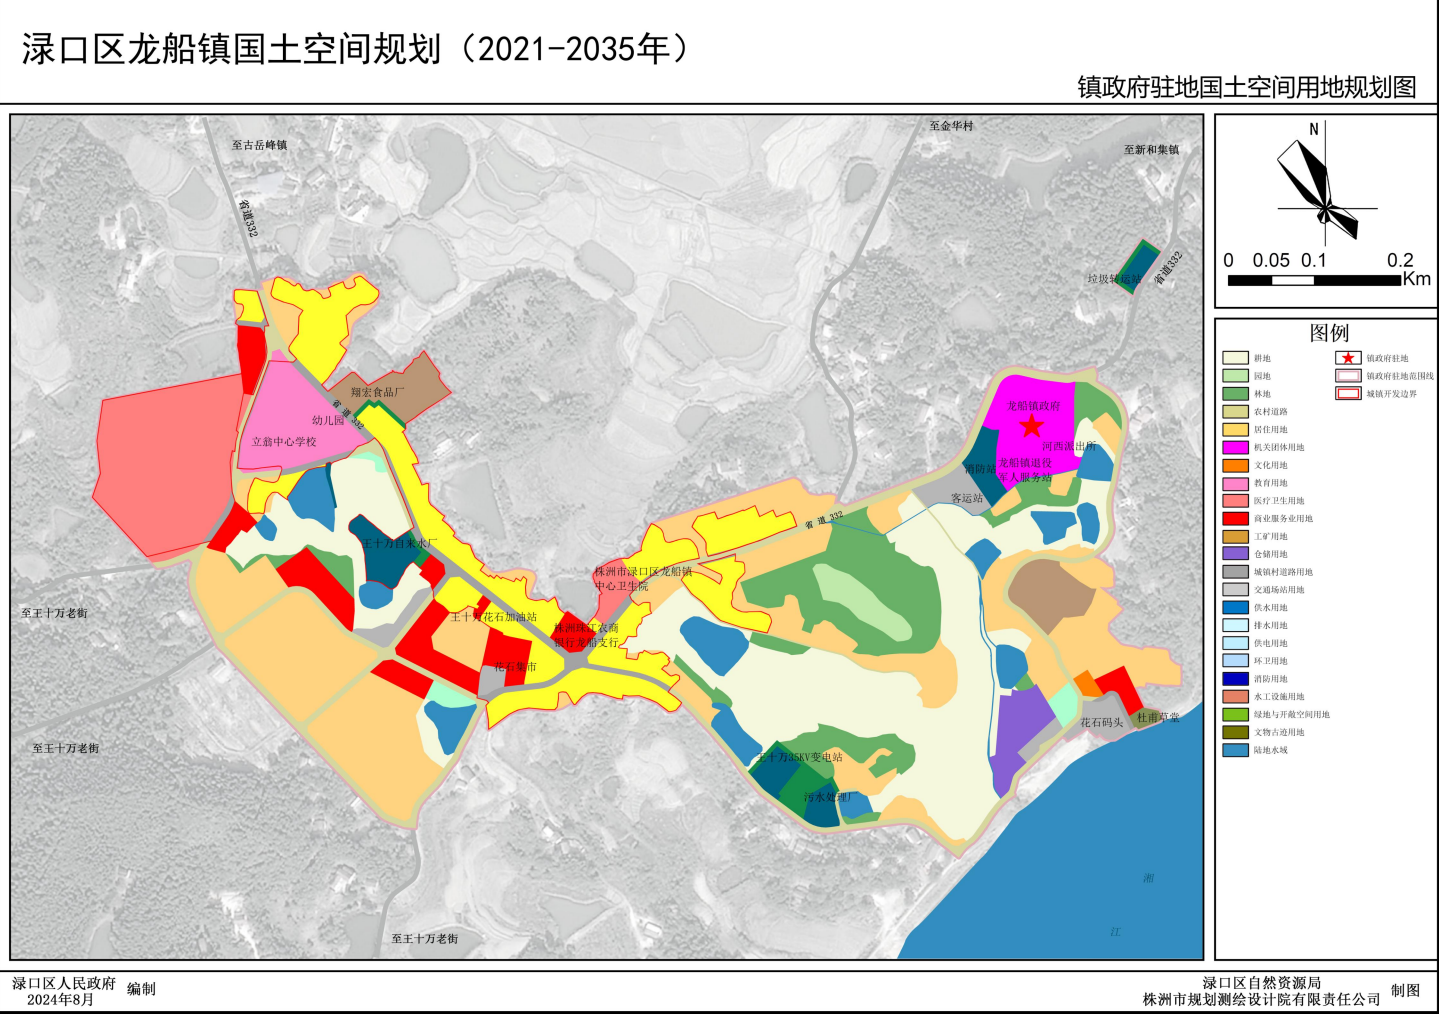 渌口区龙船镇国土空间规划（2021-2035年）
镇政府驻地国土空间用地规划图
至古岳峰镇
至金华村
至新和集镇
省道332
省道332
垃圾转运站
翔宏食品厂
省道332
幼儿园
立翁中心学校
龙船镇政府
河西派出所
消防站
龙船镇退役
军人服务站
客运站
省道332
王十万自来水厂
株洲市渌口区龙船镇
中心卫生院
至王十万老街
王十万花石加油站
株洲珠江农商
银行龙船支行
花石集市
花石码头
杜甫草堂
至王十万老街
王十万35KV变电站
污水处理厂
湘
江
至王十万老街
N
0 0.05 0.1 0.2
Km
图例
耕地
园地
林地
农村道路
居住用地
机关团体用地
文化用地
教育用地
医疗卫生用地
商业服务业用地
工矿用地
仓储用地
城镇村道路用地
交通场站用地
供水用地
排水用地
供电用地
环卫用地
消防用地
水工设施用地
绿地与开敞空间用地
文物古迹用地
陆地水域
镇政府驻地
镇政府驻地范围线
城镇开发边界
渌口区人民政府
2024年8月
编制
渌口区自然资源局
株洲市规划测绘设计院有限责任公司
制图